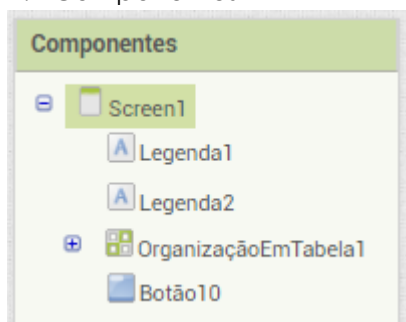 Componentes
Screen1
A Legenda1
A Legenda2
OrganizaçãoEmTabela1
Botão10